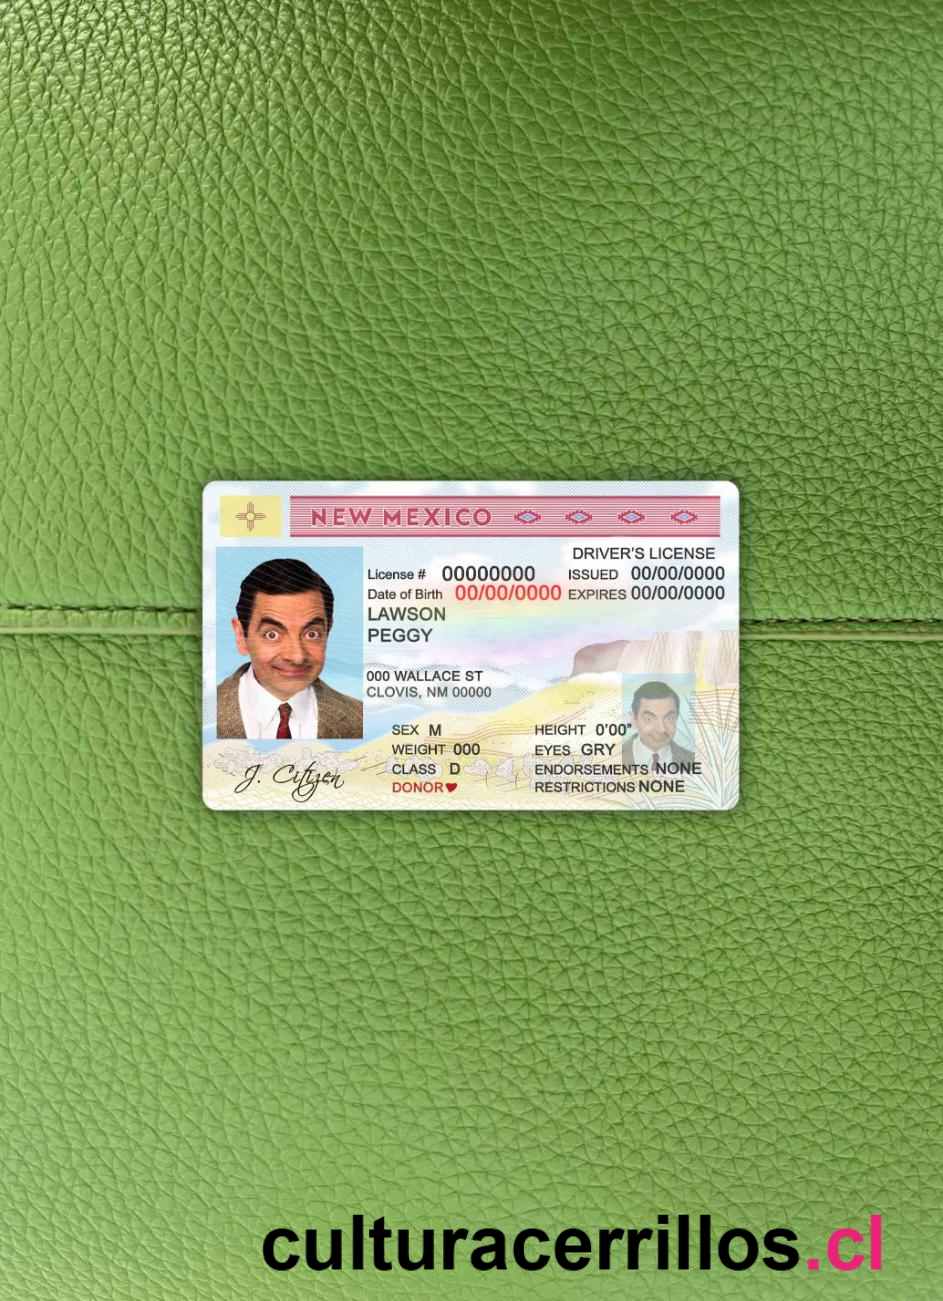 NEW MEXICO
DRIVER'S LICENSE
License # 00000000 ISSUED 00/00/0000
Date of Birth 00/00/0000 EXPIRES 00/00/0000
LAWSON
PEGGY
000 WALLACE ST
CLOVIS, NM 00000
SEX M HEIGHT 0'00"
WEIGHT 000 EYES GRY
CLASS D ENDORSEMENTS NONE
DONOR RESTRICTIONS NONE
J. Citizen
culturacerrillos.cl